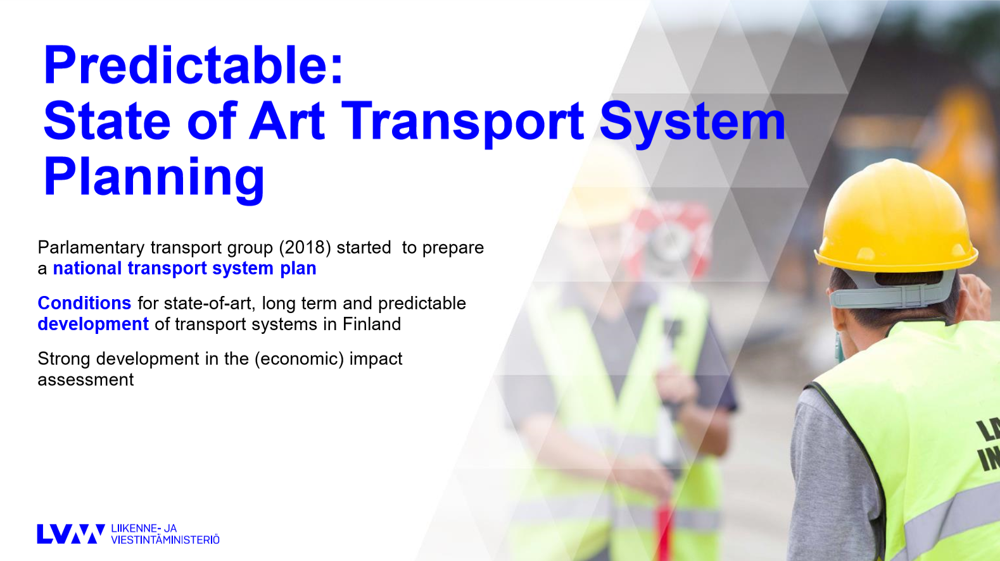 Predictable:
State of Art Transport System
Planning
Parlamentary transport group (2018) started  to prepare
a national transport system plan
Conditions for state-of-art, long term and predictable
development of transport systems in Finland
Strong development in the (economic) impact
assessment
LA
IN
LVM LIIKENNE- JA
VIESTINTÄMINISTERIÖ